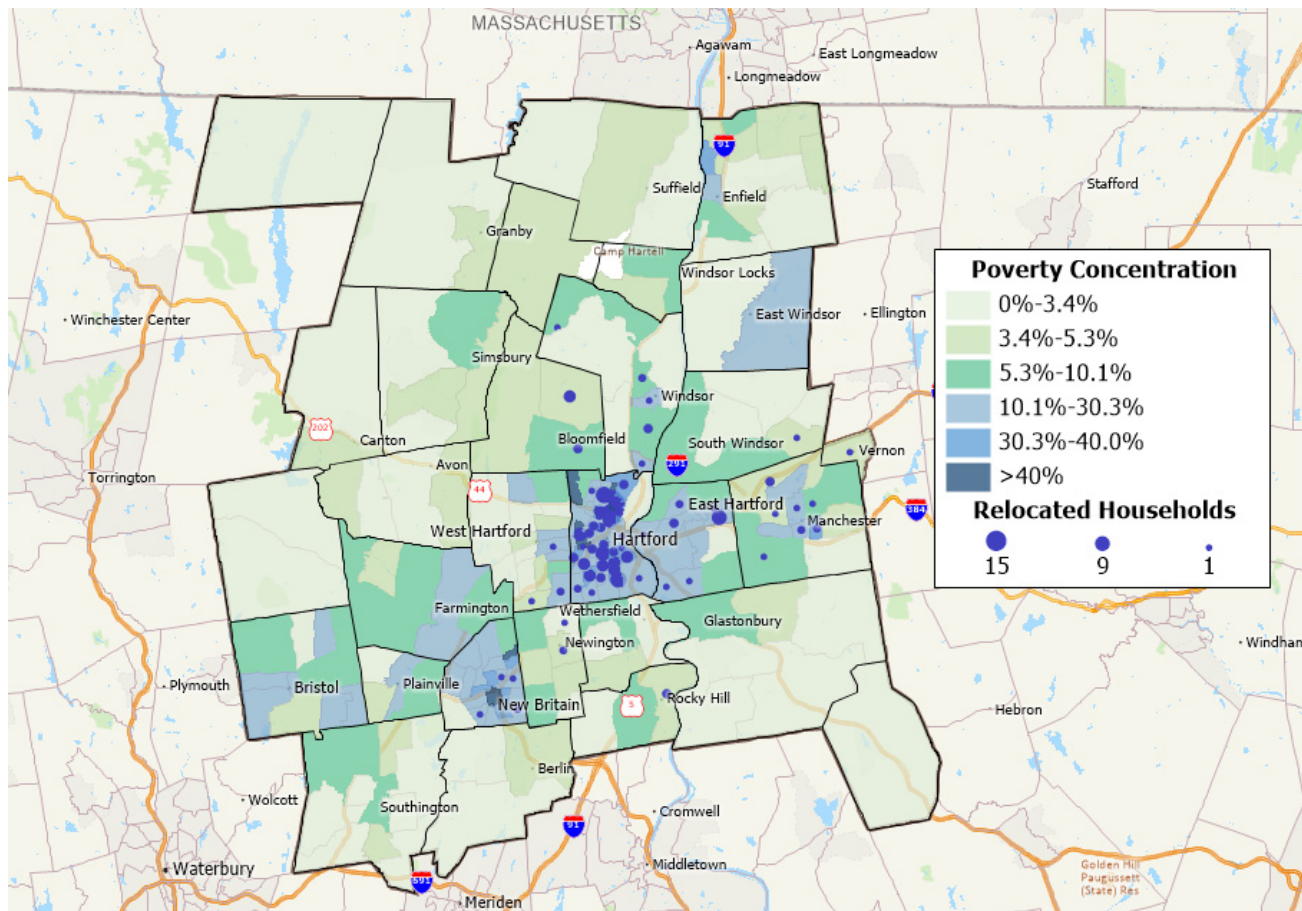 MASSACHUSETTS
Agawam
East Longmeadow
Longmeadow
91
Suffield
Enfield
Stafford
Granby
Camp Hartell
Windsor Locks
Winchester Center
East Windsor
Ellington
Simsbury
Windsor
202
Canton
Bloomfield
South Windsor
Vernon
Torrington
Avon
291
44
East Hartford
384
West Hartford
Hartford
Manchester
Farmington
Wethersfield
Glastonbury
Newington
Windham
Plymouth
Bristol
Plainville
New Britain
Rocky Hill
5
Hebron
Berlin
Wolcott
Southington
Cromwell
91
Waterbury
Middletown
691
Meriden
Golden Hill
Paugussett
(State) Res
Poverty Concentration
0%-3.4%
3.4%-5.3%
5.3%-10.1%
10.1%-30.3%
30.3%-40.0%
>40%
Relocated Households
15
9
1